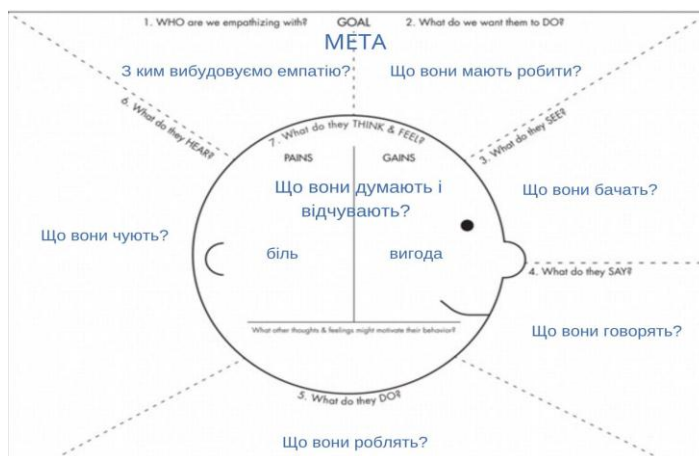 1. WHO are we empathizing with?
GOAL
2. What do we want them to DO?
МЕТА
З ким вибудовуємо емпатію?
Що вони мають робити?
6. What do they HEAR?
7. What do they THINK & FEEL?
3. What do they SEE?
PAINS
GAINS
Що вони думають і
відчувають?
Що вони бачать?
Що вони чують?
біль
вигода
4. What do they SAY?
What other thoughts & feelings might motivate their behavior?
Що вони говорять?
5. What do they DO?
Що вони роблять?